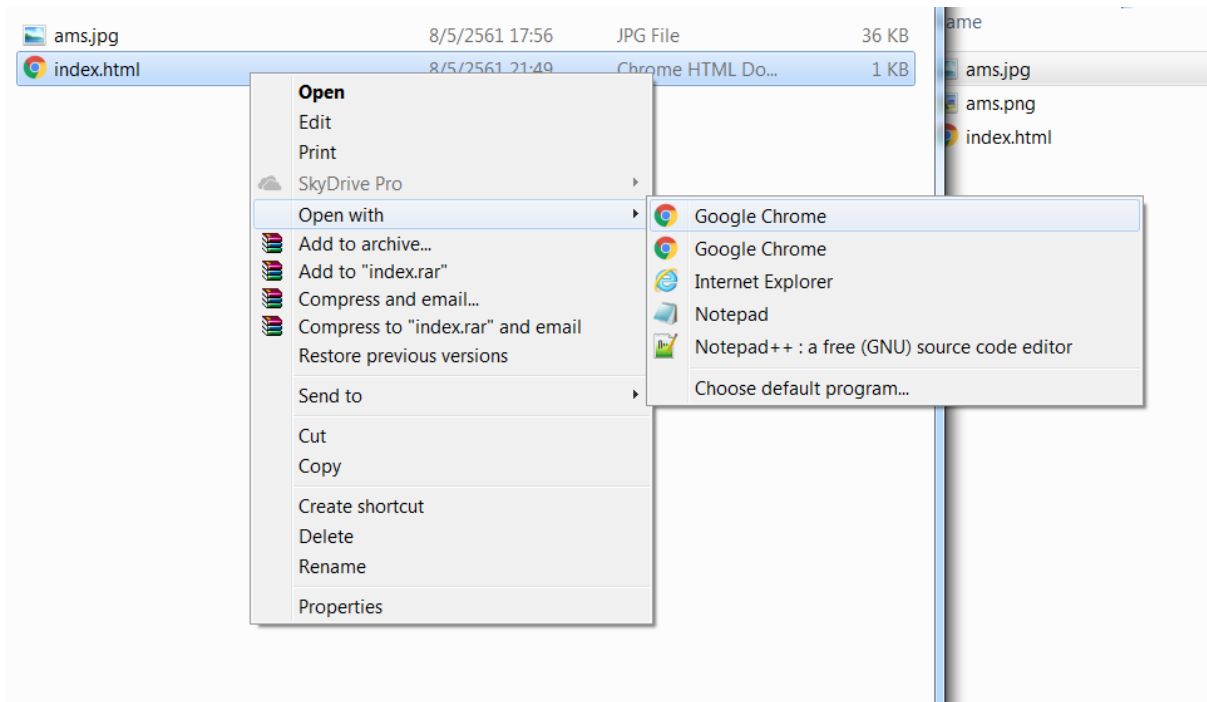 ams.jpg 8/5/2561 17:56 JPG File 36 KB
index.html 8/5/2561 21:49 Chrome HTML Do... 1 KB
Open
Edit
Print
SkyDrive Pro
Open with
Add to archive...
Add to "index.rar"
Compress and email...
Compress to "index.rar" and email
Restore previous versions
Send to
Cut
Copy
Create shortcut
Delete
Rename
Properties
Google Chrome
Google Chrome
Internet Explorer
Notepad
Notepad++ : a free (GNU) source code editor
Choose default program...
ame
ams.jpg
ams.png
index.html